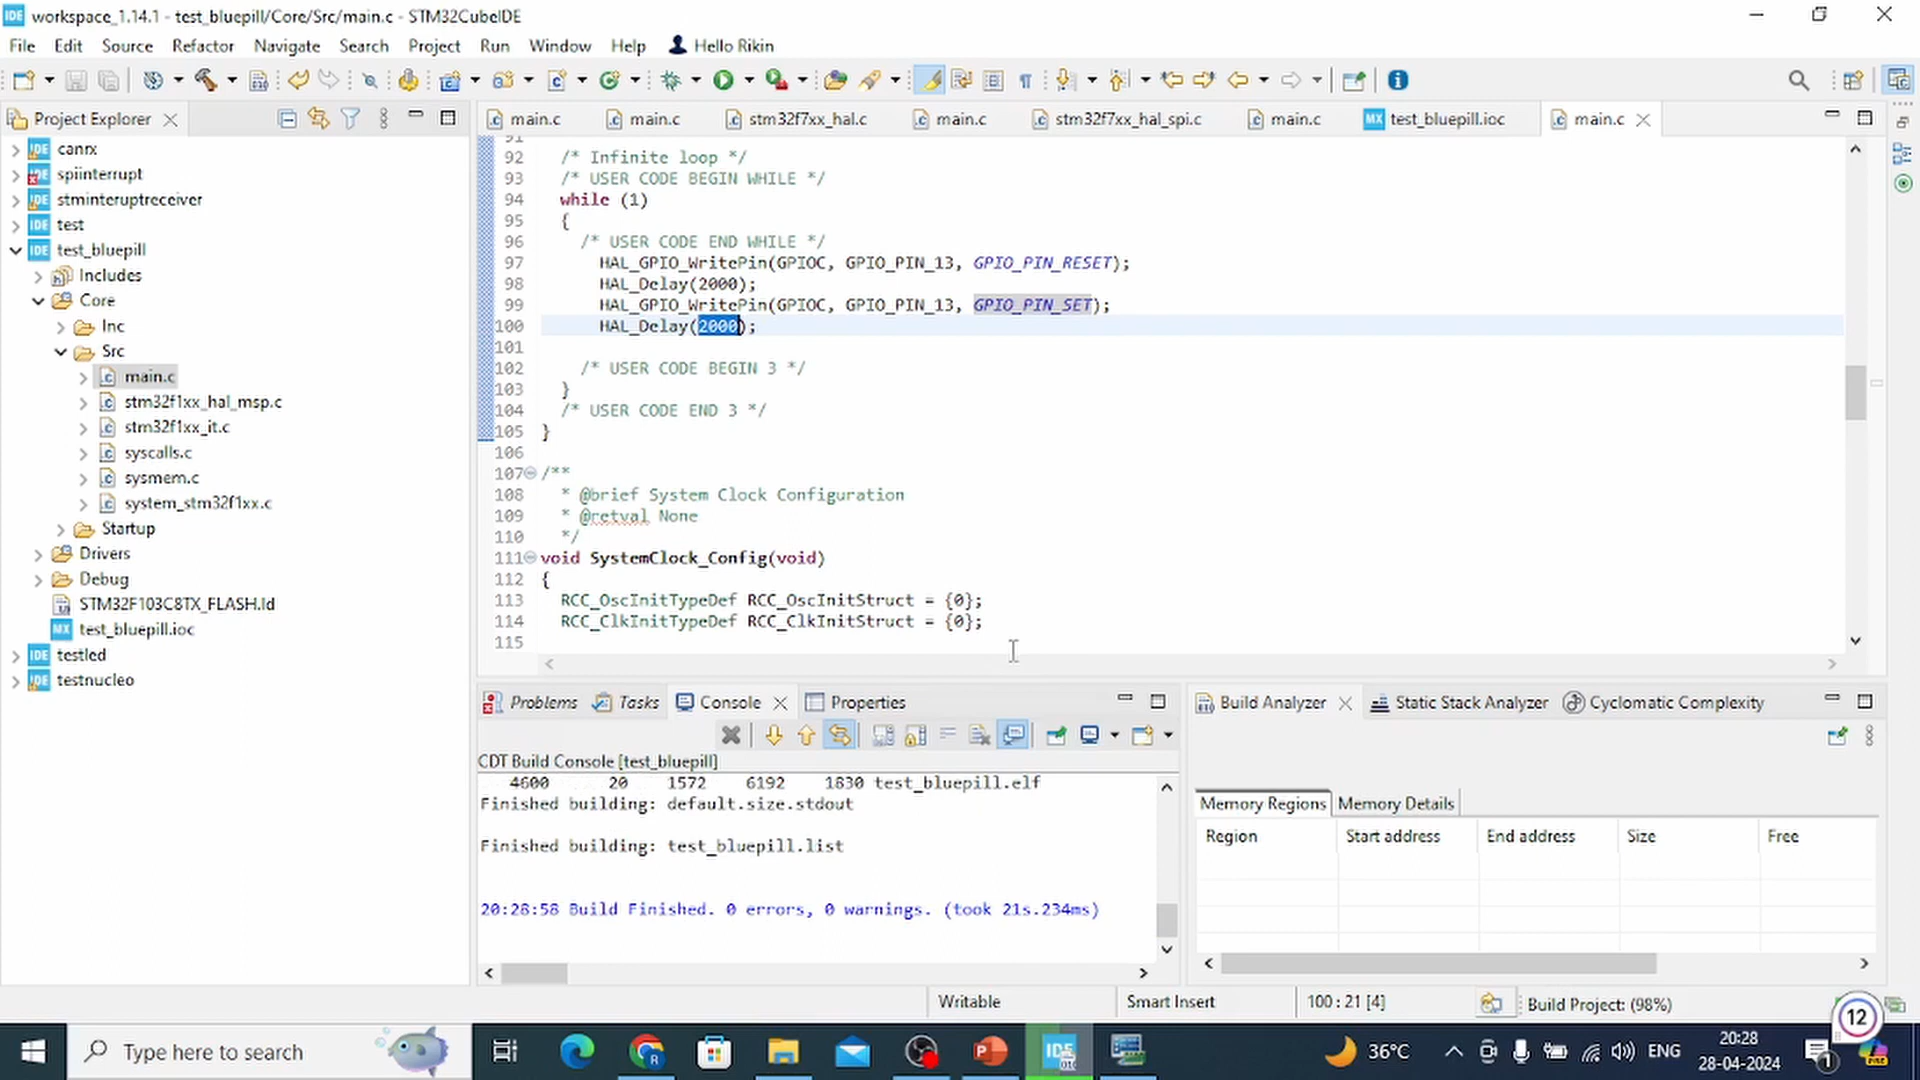 workspace_1.14.1 - test_bluepill/Core/Src/main.c - STM32CubeIDE
File Edit Source Refactor Navigate Search Project Run Window Help Hello Rikin
Project Explorer
canrx
spiinterrupt
stminteruptreceiver
test
test_bluepill
Includes
Core
Inc
Src
main.c
stm32f1xx_hal_msp.c
stm32f1xx_it.c
syscalls.c
sysmem.c
system_stm32f1xx.c
Startup
Drivers
Debug
STM32F103C8TX_FLASH.ld
test_bluepill.ioc
testled
testnucleo
main.c main.c stm32f7xx_hal.c main.c stm32f7xx_hal_spi.c main.c test_bluepill.ioc main.c
91
92 /* Infinite loop */
93 /* USER CODE BEGIN WHILE */
94 while (1)
95 {
96 /* USER CODE END WHILE */
97 HAL_GPIO_WritePin(GPIOC, GPIO_PIN_13, GPIO_PIN_RESET);
98 HAL_Delay(2000);
99 HAL_GPIO_WritePin(GPIOC, GPIO_PIN_13, GPIO_PIN_SET);
100 HAL_Delay(2000);
101
102 /* USER CODE BEGIN 3 */
103 }
104 /* USER CODE END 3 */
105 }
106
107 /**
108 * @brief System Clock Configuration
109 * @retval None
110 */
111 void SystemClock_Config(void)
112 {
113 RCC_OscInitTypeDef RCC_OscInitStruct = {0};
114 RCC_ClkInitTypeDef RCC_ClkInitStruct = {0};
115
Problems Tasks Console Properties
CDT Build Console [test_bluepill]
4600 20 1572 6192 1830 test_bluepill.elf
Finished building: default.size.stdout
Finished building: test_bluepill.list
20:28:58 Build Finished. 0 errors, 0 warnings. (took 21s.234ms)
Build Analyzer Static Stack Analyzer Cyclomatic Complexity
Memory Regions Memory Details
Region Start address End address Size Free
Writable Smart Insert 100 : 21 [4] Build Project: (98%)
12
Type here to search
36°C ENG
20:28
28-04-2024
1